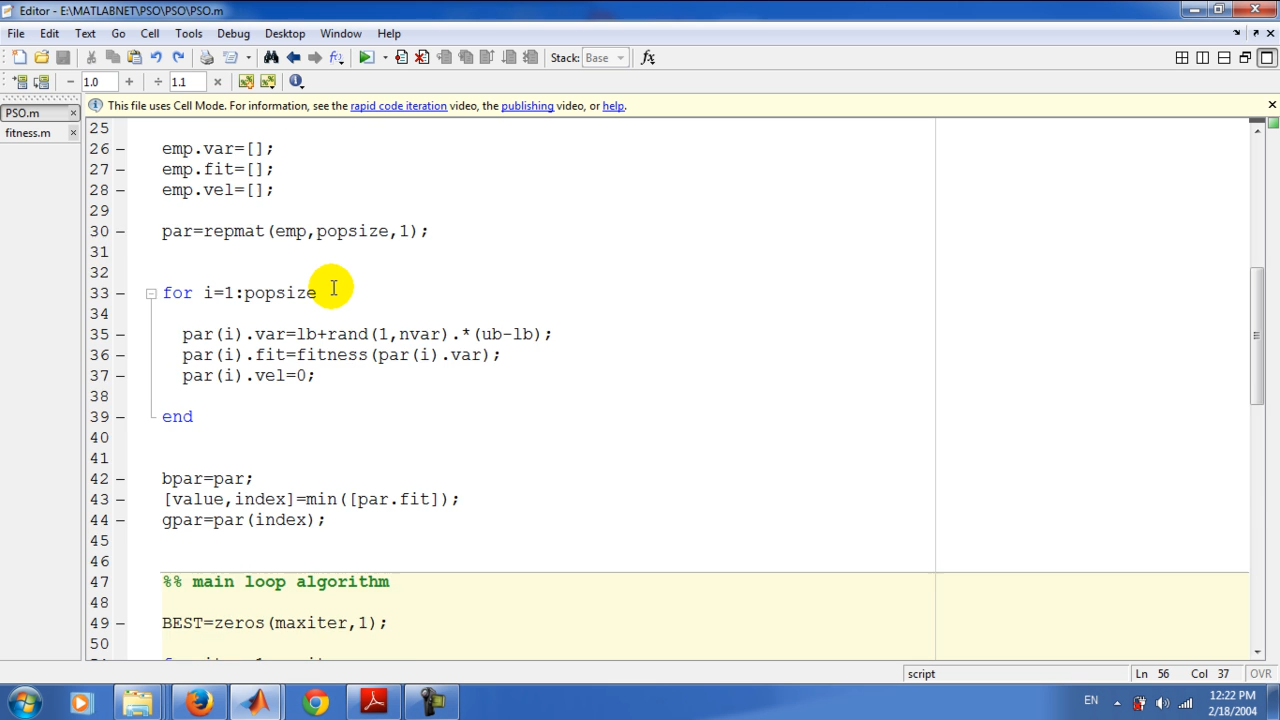 Editor - E:\MATLABNET\PSO\PSO\PSO.m
File Edit Text Go Cell Tools Debug Desktop Window Help
Stack: Base fx
− 1.0 + ÷ 1.1 ×
This file uses Cell Mode. For information, see the rapid code iteration video, the publishing video, or help.
PSO.m
fitness.m
25
26 – emp.var=[];
27 – emp.fit=[];
28 – emp.vel=[];
29
30 – par=repmat(emp,popsize,1);
31
32
33 – for i=1:popsize
34
35 – par(i).var=lb+rand(1,nvar).*(ub-lb);
36 – par(i).fit=fitness(par(i).var);
37 – par(i).vel=0;
38
39 – end
40
41
42 – bpar=par;
43 – [value,index]=min([par.fit]);
44 – gpar=par(index);
45
46
47 %% main loop algorithm
48
49 – BEST=zeros(maxiter,1);
50
script Ln 56 Col 37 OVR
EN 12:22 PM
2/18/2004